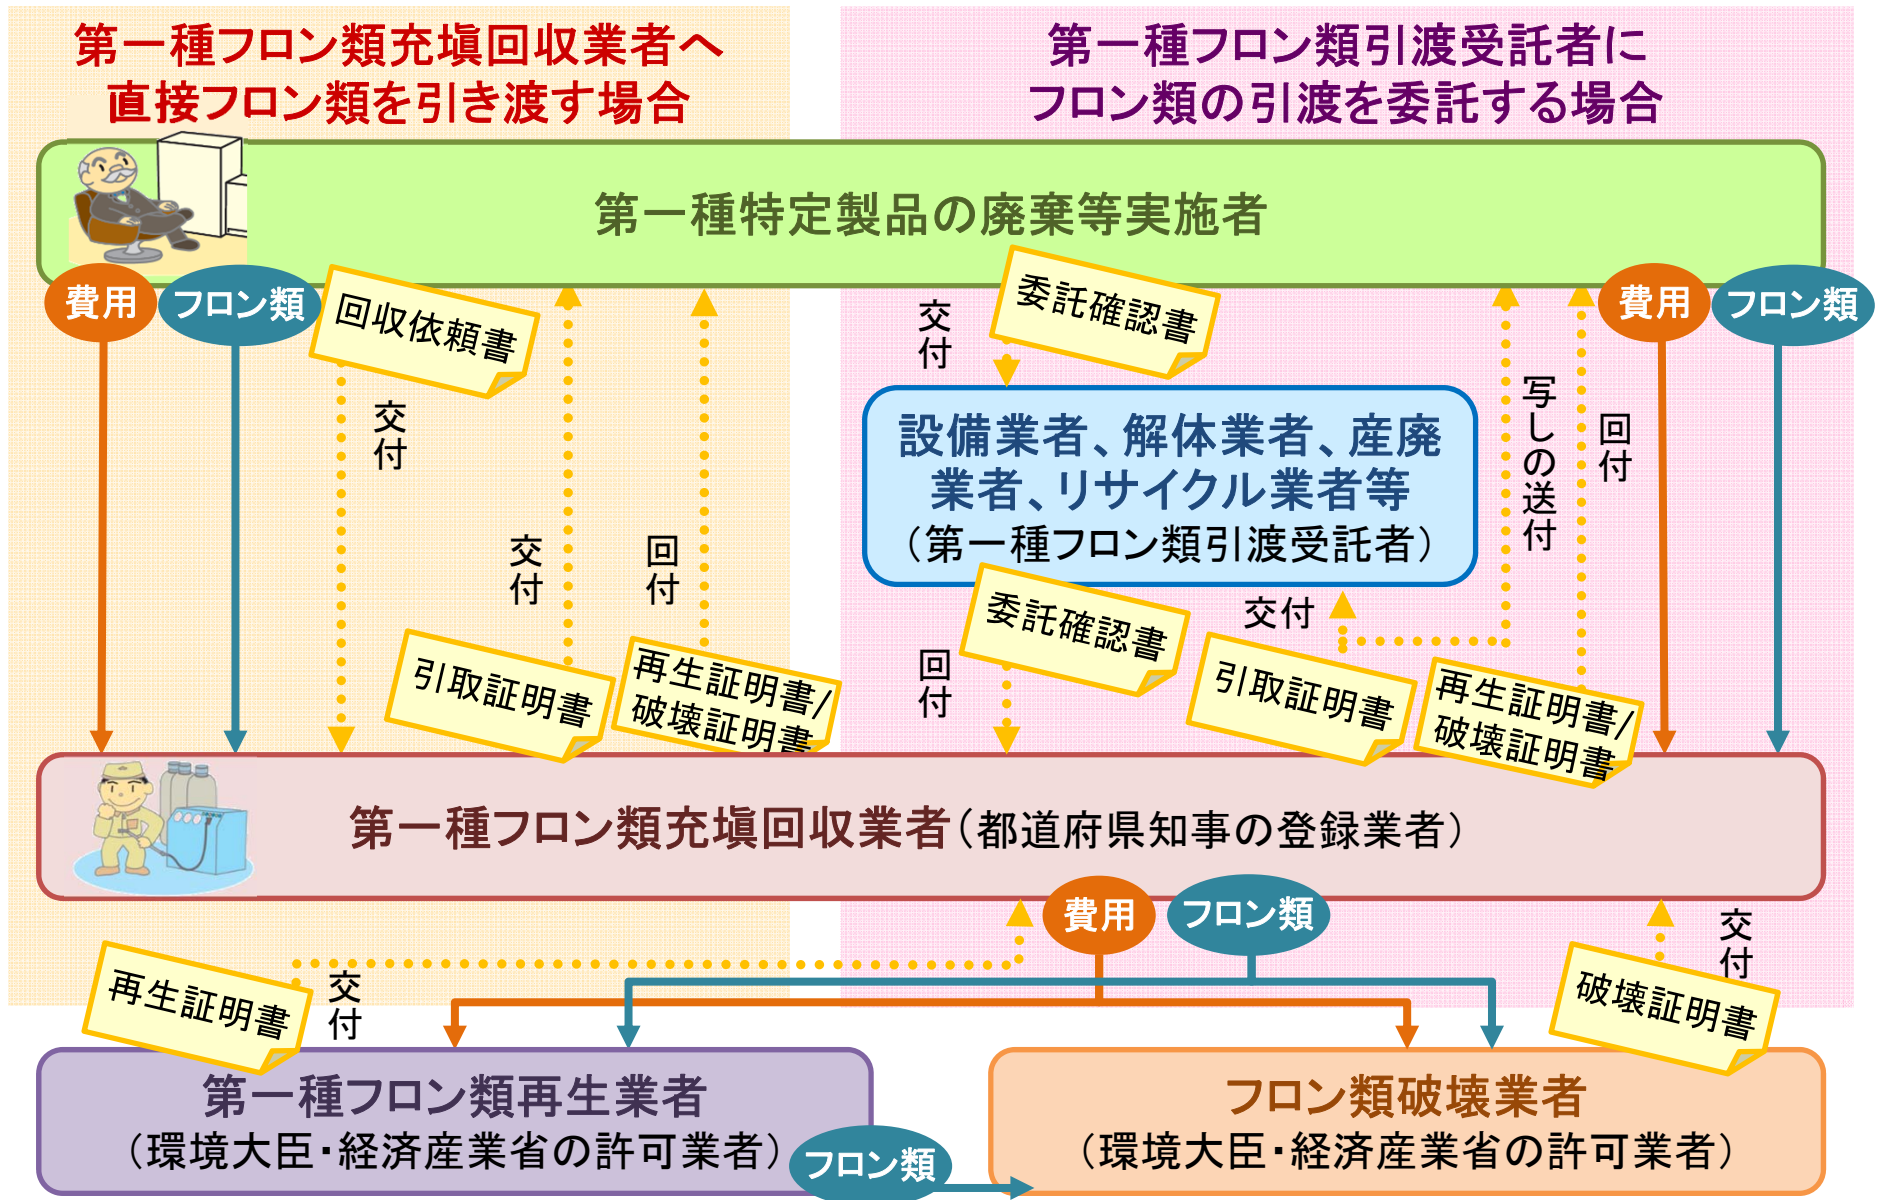 第一種フロン類充塡回収業者へ
直接フロン類を引き渡す場合
第一種フロン類引渡受託者に
フロン類の引渡を委託する場合
第一種特定製品の廃棄等実施者
費用
フロン類
回収依頼書
交付
委託確認書
費用
フロン類
交付
設備業者、解体業者、産廃
業者、リサイクル業者等
（第一種フロン類引渡受託者）
写しの送付
回付
交付
回付
引取証明書
再生証明書/
破壊証明書
委託確認書
回付
交付
引取証明書
再生証明書/
破壊証明書
第一種フロン類充塡回収業者（都道府県知事の登録業者）
費用
フロン類
再生証明書
交付
交付
破壊証明書
第一種フロン類再生業者
（環境大臣・経済産業省の許可業者）
フロン類
フロン類破壊業者
（環境大臣・経済産業省の許可業者）